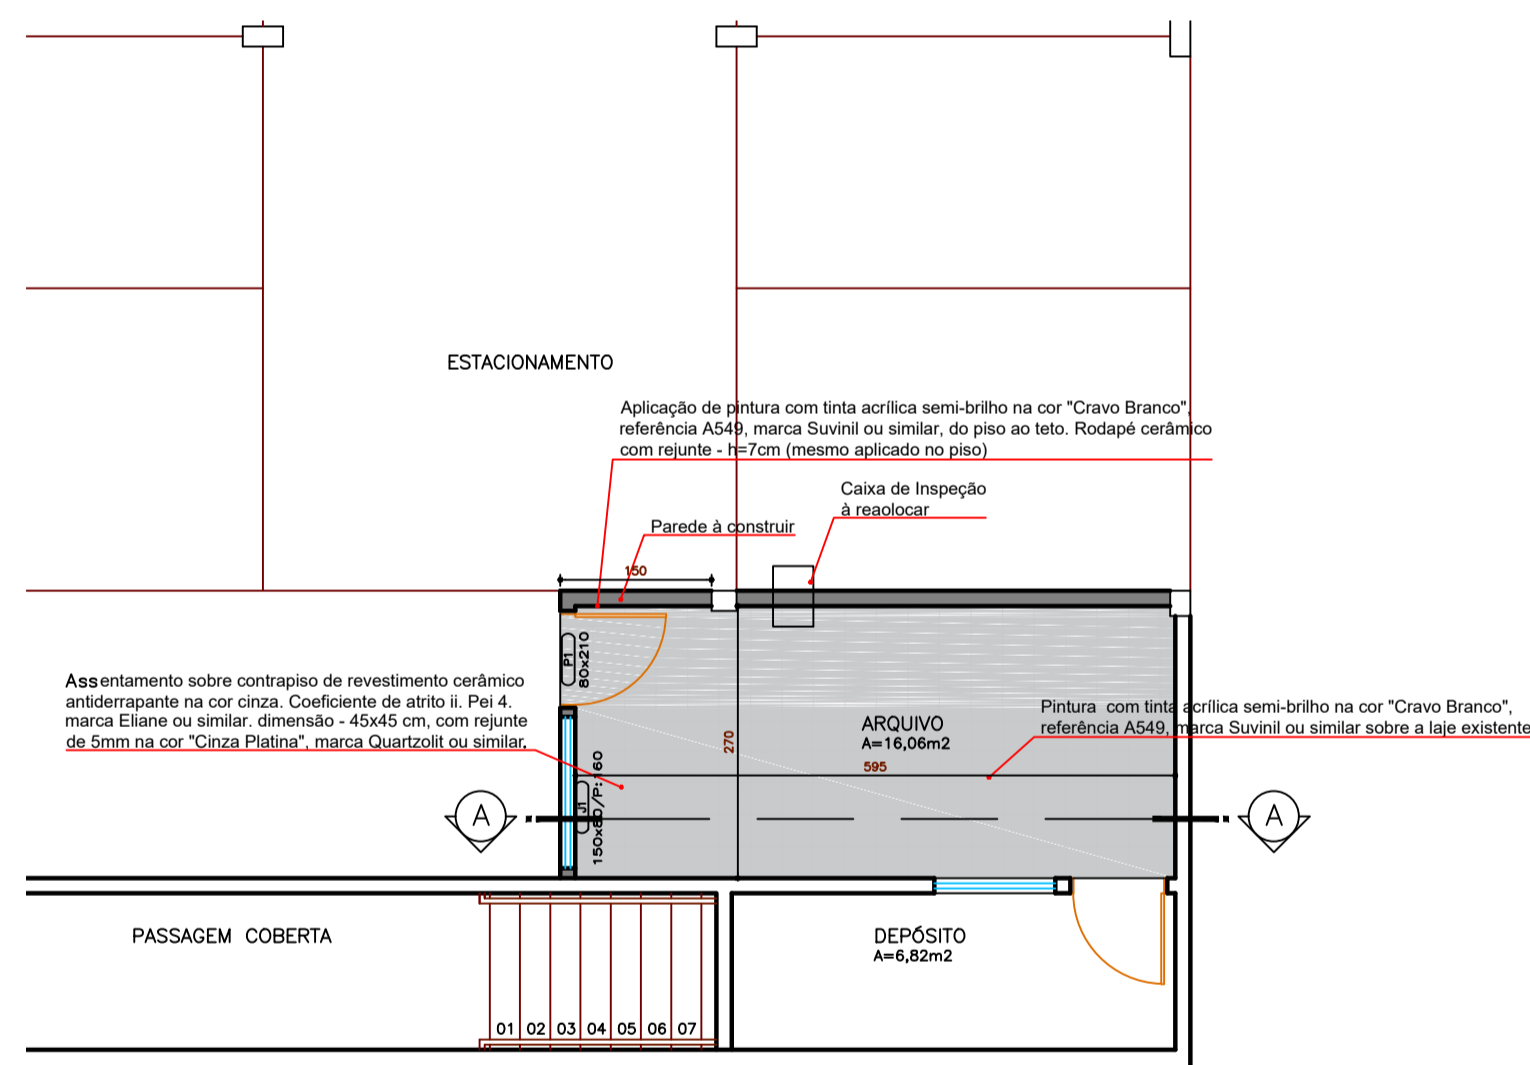 ESTACIONAMENTO
Aplicação de pintura com tinta acrílica semi-brilho na cor "Cravo Branco",
referência A549, marca Suvinil ou similar, do piso ao teto. Rodapé cerâmico
com rejunte - h=7cm (mesmo aplicado no piso)
Caixa de Inspeção
à reaolocar
Parede à construir
150
P1
80x210
Assentamento sobre contrapiso de revestimento cerâmico
antiderrapante na cor cinza. Coeficiente de atrito ii. Pei 4.
marca Eliane ou similar. dimensão - 45x45 cm, com rejunte
de 5mm na cor "Cinza Platina", marca Quartzolit ou similar.
ARQUIVO
A=16,06m2
Pintura com tinta acrílica semi-brilho na cor "Cravo Branco",
referência A549, marca Suvinil ou similar sobre a laje existente
270
595
J1
150x80/P:160
A
A
PASSAGEM COBERTA
DEPÓSITO
A=6,82m2
01 02 03 04 05 06 07